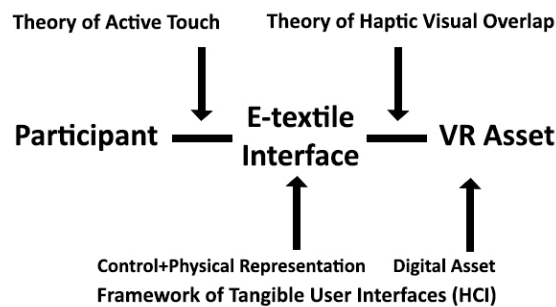 Theory of Active Touch
Theory of Haptic Visual Overlap
Participant
E-textile
Interface
VR Asset
Control+Physical Representation
Digital Asset
Framework of Tangible User Interfaces (HCI)